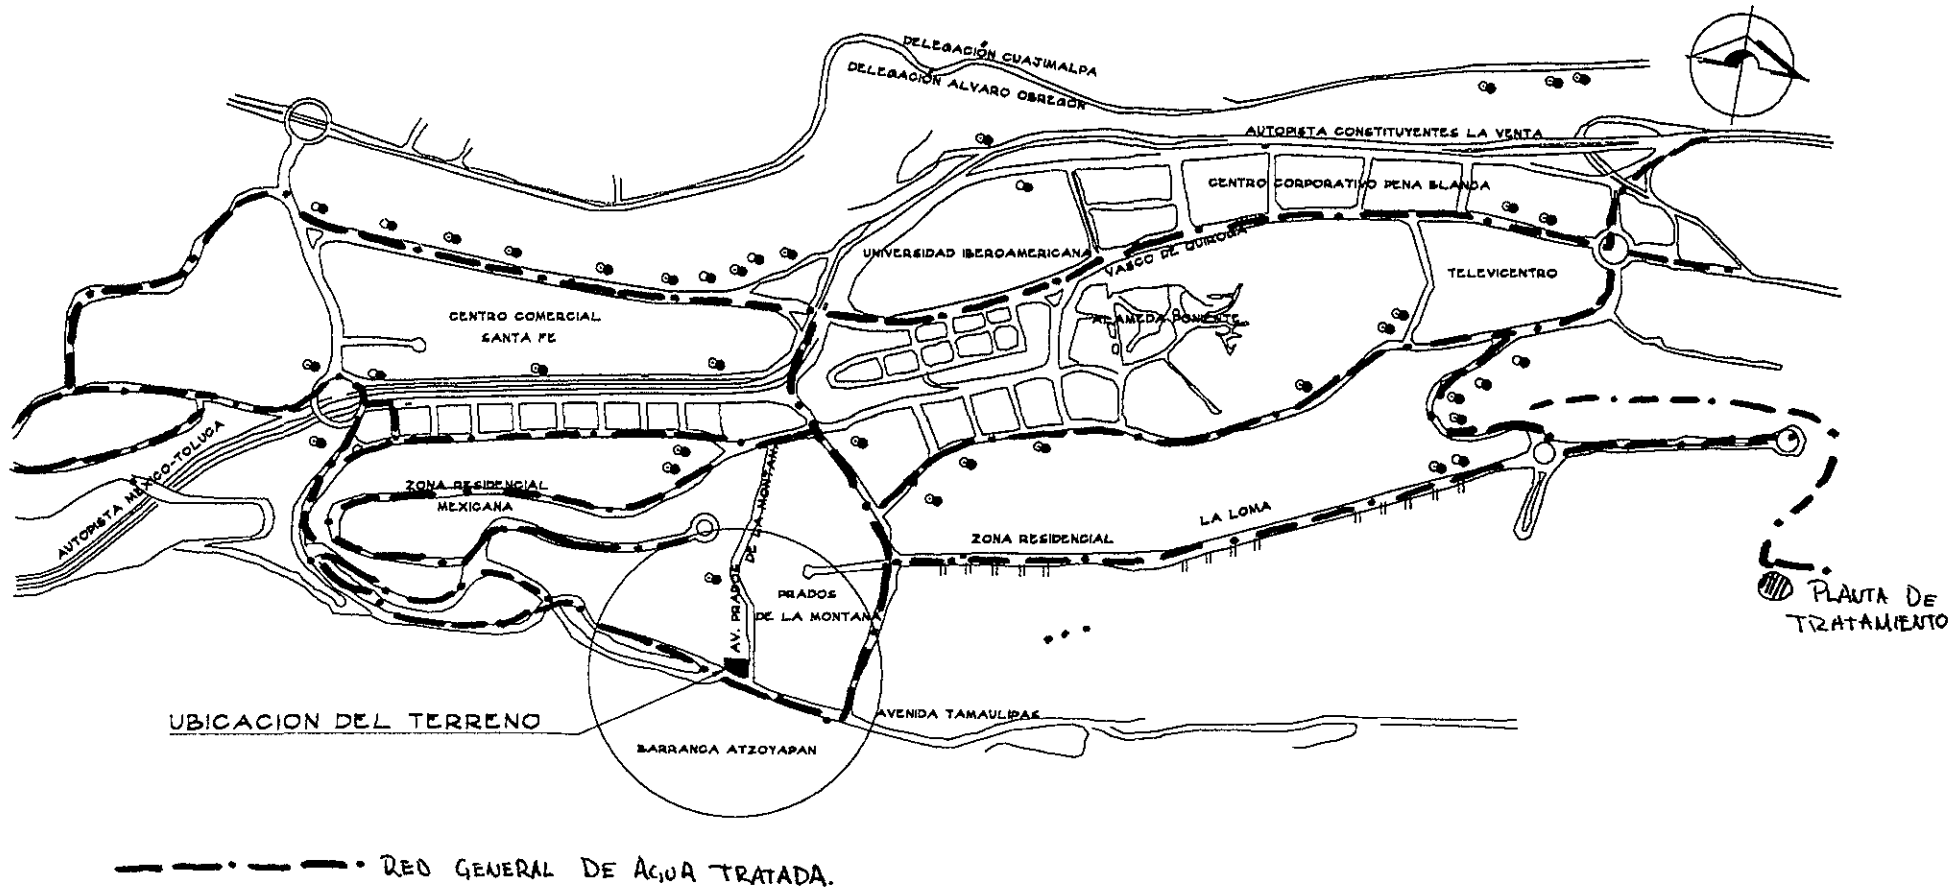 DELEGACIÓN CUAJIMALPA
DELEGACIÓN ALVARO OBREGON
AUTOPISTA CONSTITUYENTES LA VENTA
CENTRO CORPORATIVO PENA BLANCA
UNIVERSIDAD IBEROAMERICANA
VASCO DE QUIROGA
TELEVICENTRO
CENTRO COMERCIAL
SANTA FE
ALAMEDA PONIENTE
AUTOPISTA MEXICO-TOLUCA
ZONA RESIDENCIAL
MEXICANA
AV. PRADOS DE LA MONTANA
LA LOMA
ZONA RESIDENCIAL
PRADOS
DE LA MONTANA
PLANTA DE
TRATAMIENTO
UBICACION DEL TERRENO
AVENIDA TAMAULIPAS
BARRANCA ATZOYAPAN
RED GENERAL DE AGUA TRATADA.